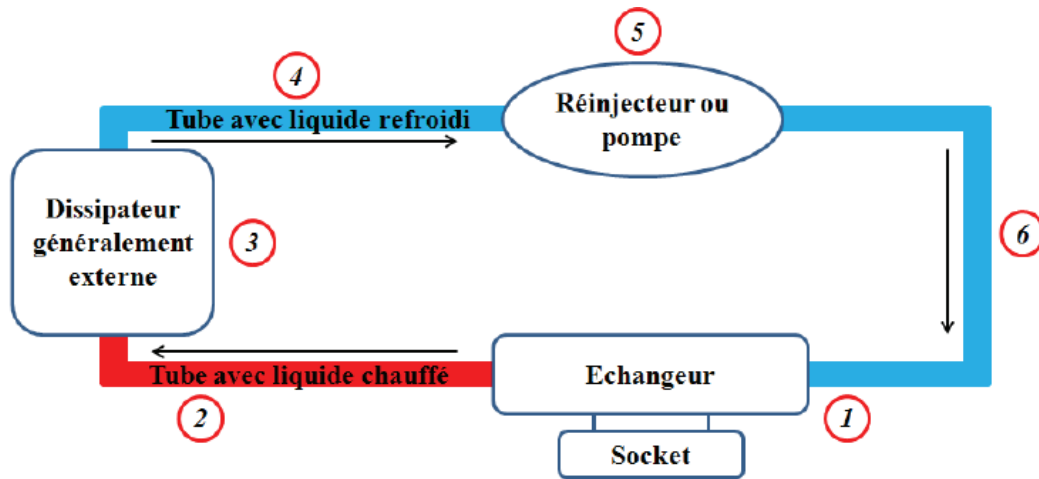 5
4
Réinjecteur ou
pompe
Tube avec liquide refroidi
Dissipateur
généralement
externe
3
6
Tube avec liquide chauffé
Echangeur
2
1
Socket